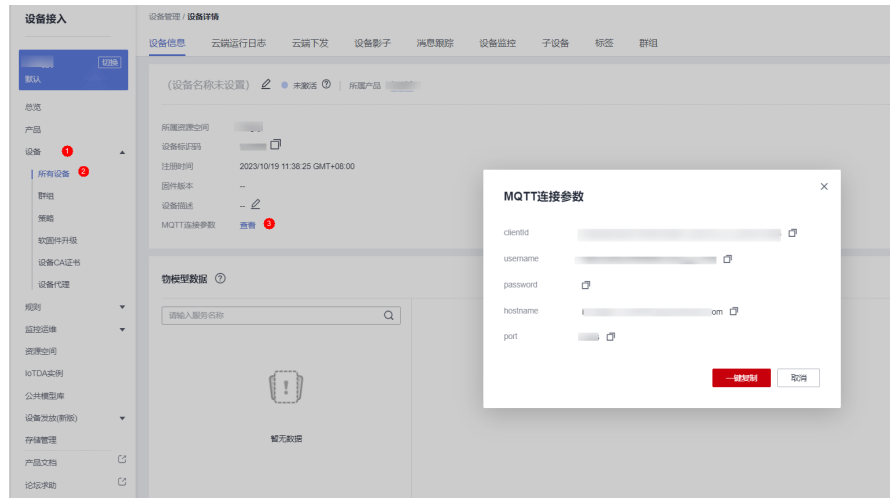 设备接入
切换
默认
总览
产品
设备 1
所有设备 2
群组
策略
软固件升级
设备CA证书
设备代理
规则
监控运维
资源空间
IoTDA实例
公共模型库
设备发放(新版)
存储管理
产品文档
论坛求助
设备管理 / 设备详情
设备信息 云端运行日志 云端下发 设备影子 消息跟踪 设备监控 子设备 标签 群组
(设备名称未设置) 未激活 ? | 所属产品
所属资源空间
设备标识码
注册时间 2023/10/19 11:38:25 GMT+08:00
固件版本 --
设备描述 --
MQTT连接参数 查看 3
物模型数据 ?
请输入服务名称
暂无数据
MQTT连接参数 ×
clientId
username
password
hostname om
port
一键复制 取消